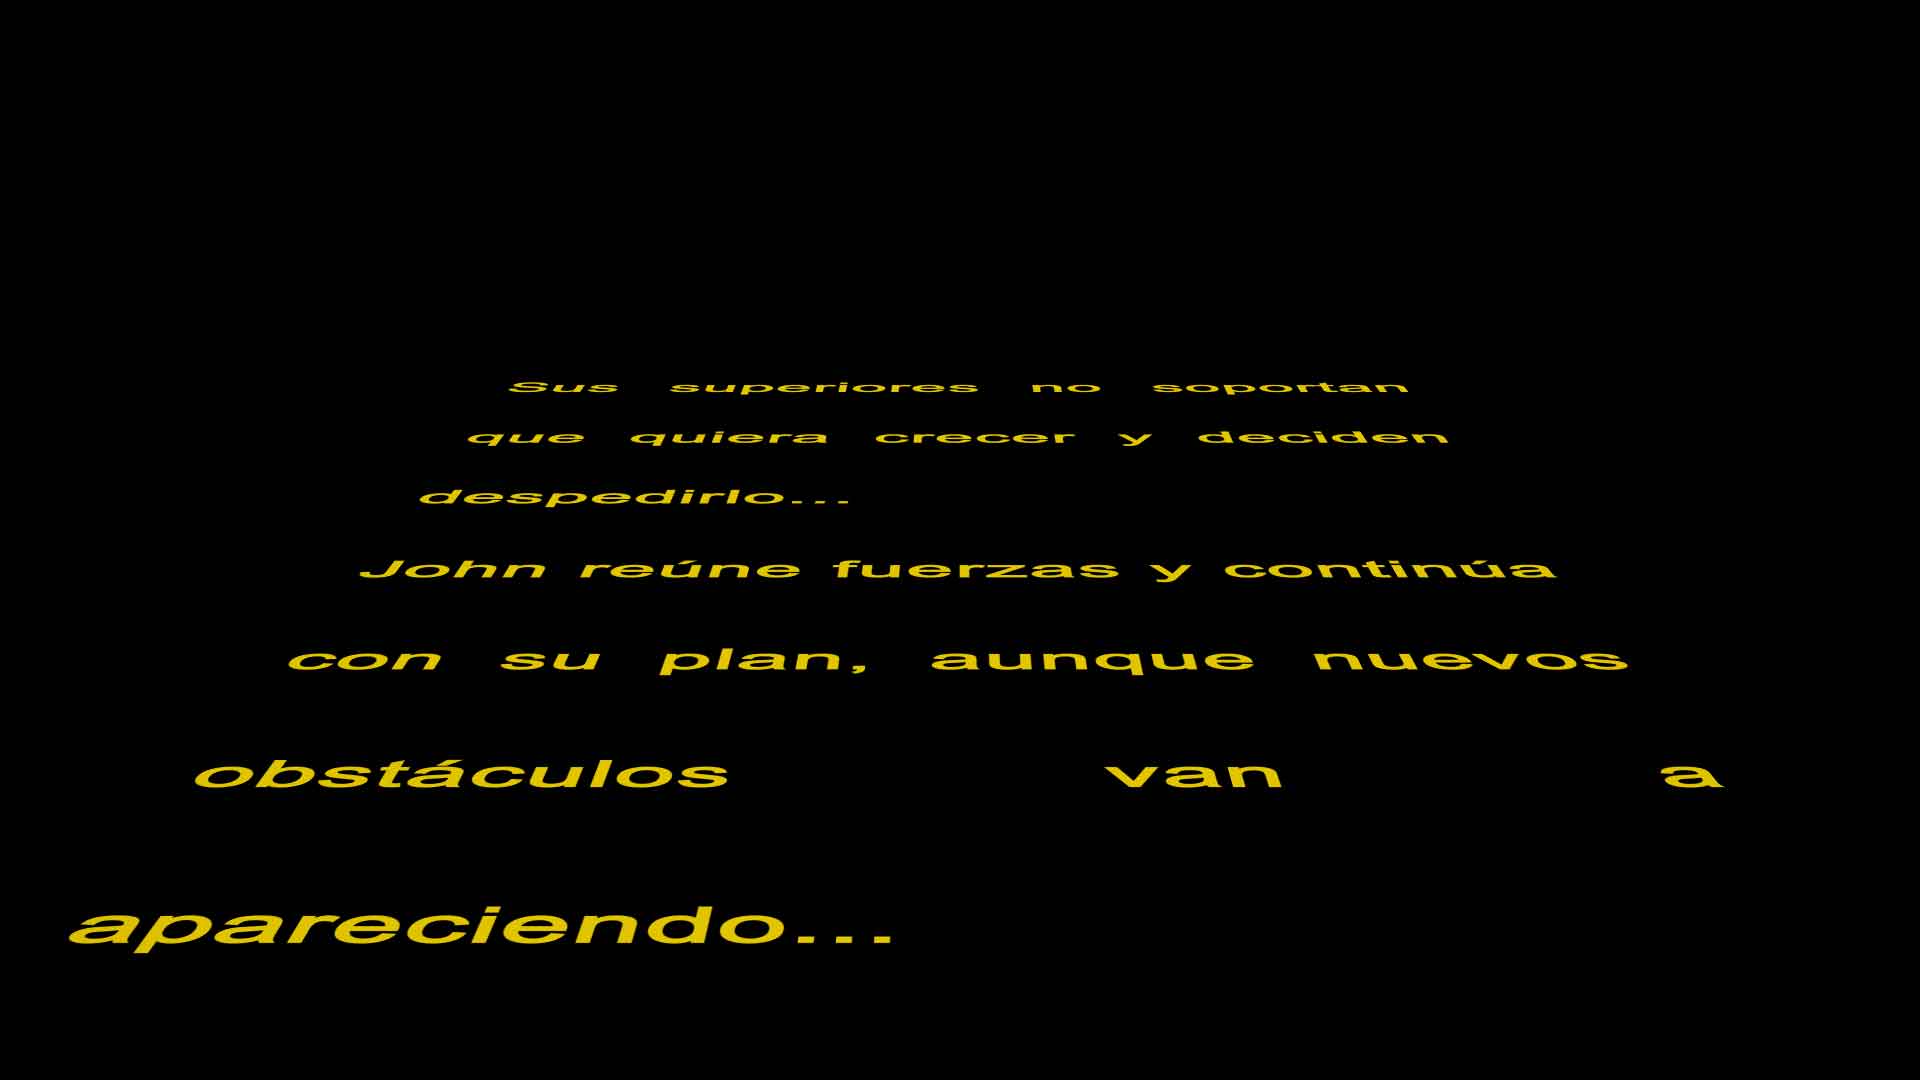 Sus superiores no soportan
que quiera crecer y deciden
despedirlo...
John reúne fuerzas y continúa
con su plan, aunque nuevos
obstáculos van a
apareciendo...